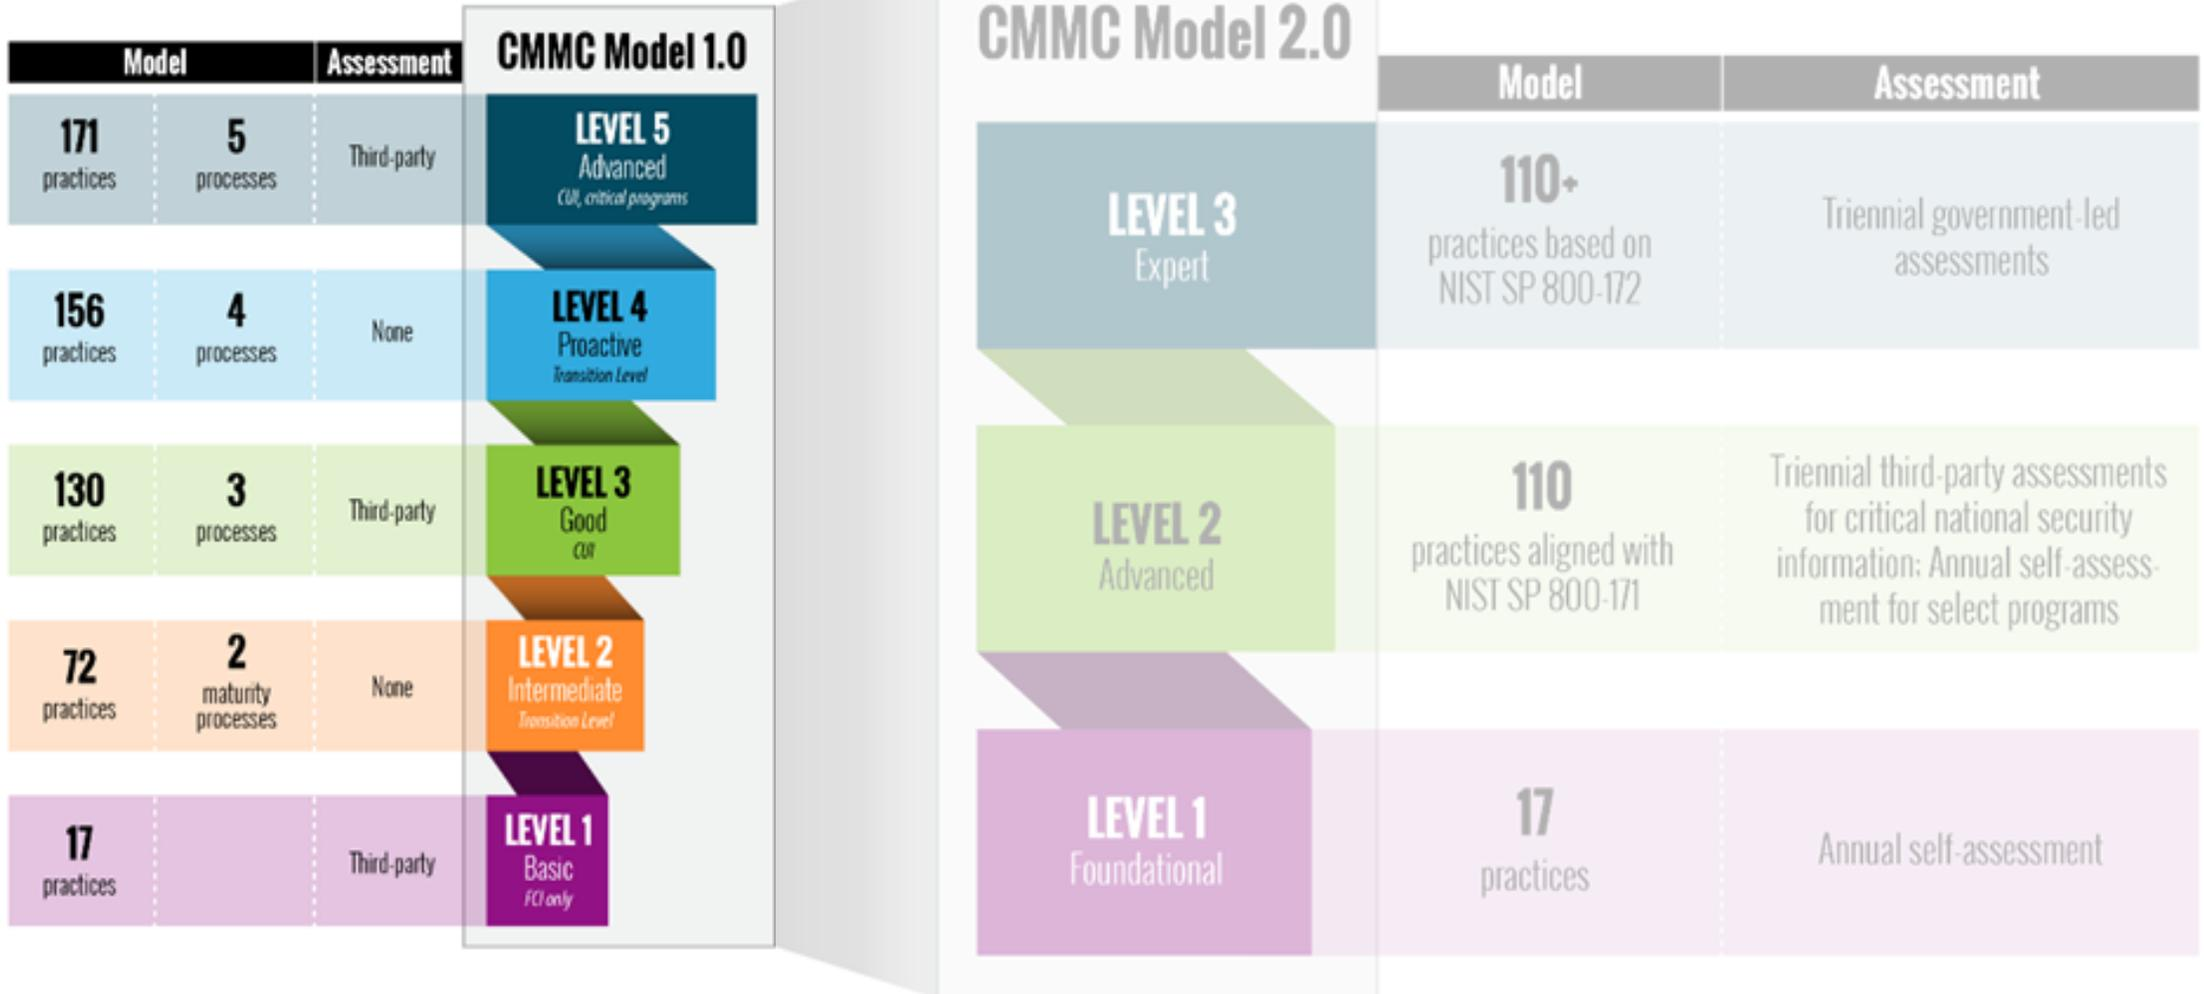 CMMC Model 1.0
Model
Assessment
171
practices
5
processes
Third-party
LEVEL 5
Advanced
CUI, critical programs
156
practices
4
processes
None
LEVEL 4
Proactive
Transition Level
130
practices
3
processes
Third-party
LEVEL 3
Good
CUI
72
practices
2
maturity
processes
None
LEVEL 2
Intermediate
Transition Level
17
practices
Third-party
LEVEL 1
Basic
FCI only
CMMC Model 2.0
Model
Assessment
LEVEL 3
Expert
110+
practices based on
NIST SP 800-172
Triennial government-led
assessments
LEVEL 2
Advanced
110
practices aligned with
NIST SP 800-171
Triennial third-party assessments
for critical national security
information; Annual self-assess-
ment for select programs
LEVEL 1
Foundational
17
practices
Annual self-assessment